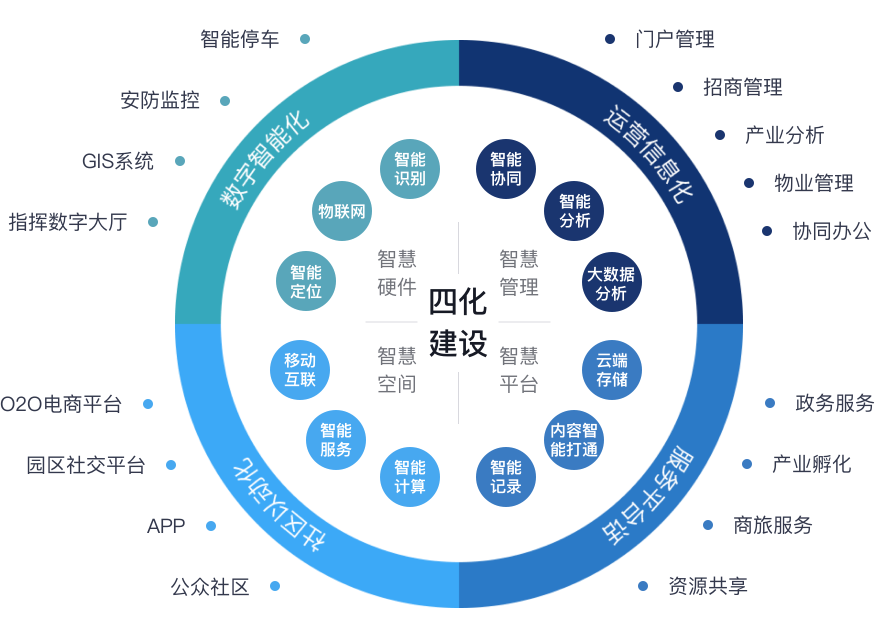 智能停车
安防监控
GIS系统
指挥数字大厅
门户管理
招商管理
产业分析
物业管理
协同办公
数字智能化
运营信息化
智能
识别
物联网
智能
定位
智能
协同
智能
分析
大数据
分析
智慧
硬件
智慧
管理
四化
建设
智慧
空间
智慧
平台
移动
互联
智能
服务
智能
计算
云端
存储
内容智
能打通
智能
记录
社区以动化
服务平台话
O2O电商平台
园区社交平台
APP
公众社区
政务服务
产业孵化
商旅服务
资源共享